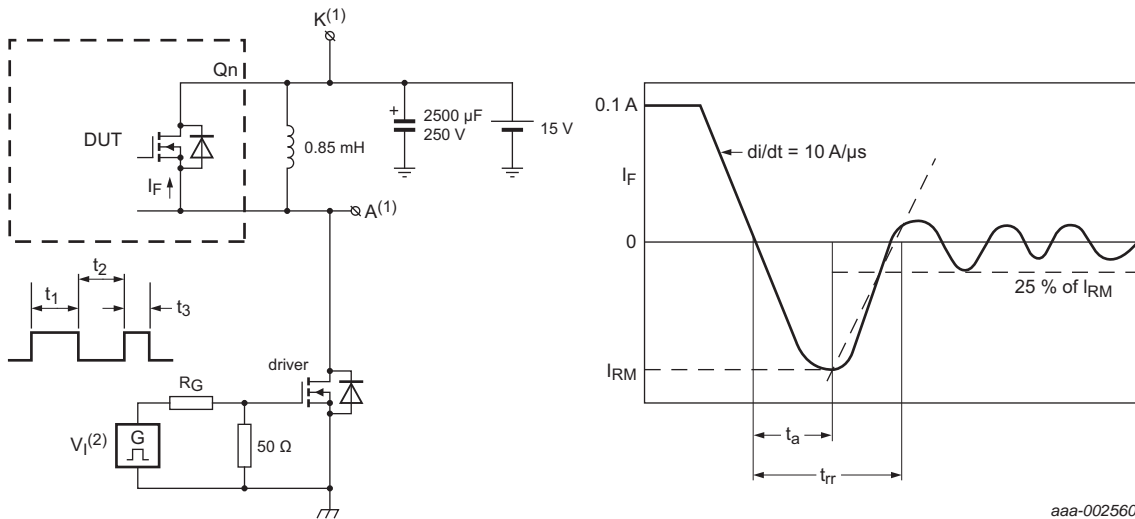 K(1)
Qn
DUT
IF
0.85 mH
+
2500 µF
250 V
15 V
A(1)
t1
t2
t3
driver
RG
VI(2)
G
50 Ω
0.1 A
di/dt = 10 A/µs
IF
0
25 % of IRM
IRM
ta
trr
aaa-002560